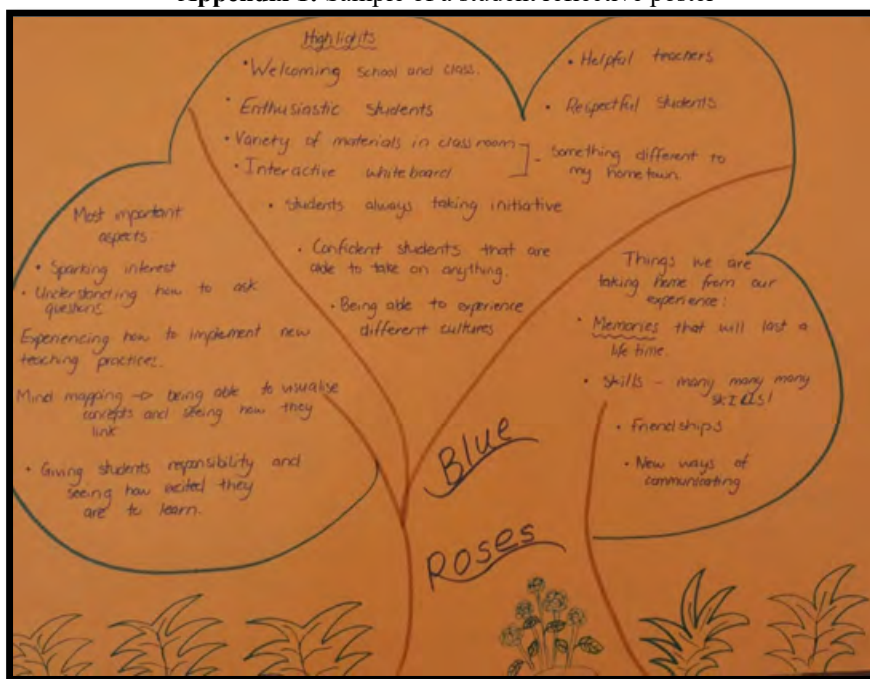 Appendix 1: Sample of a student reflective poster
Highlights
• Welcoming school and class.
• Enthusiastic students
• Variety of materials in classroom
• Interactive whiteboard
- Something different to
my hometown.
• Students always taking initiative
• Confident students that are
able to take on anything.
• Being able to experience
different cultures
• Helpful teachers
• Respectful students
Most important
aspects
• Sparking interest
• Understanding how to ask
questions
Experiencing how to implement new
teaching practices.
Mind mapping -> being able to visualise
concepts and seeing how they
link
• Giving students responsibility and
seeing how excited they
are to learn.
Things we are
taking home from our
experience:
• Memories that will last a
life time.
• Skills - many many many
SKILLS!
• Friendships
• New ways of
communicating
Blue
Roses